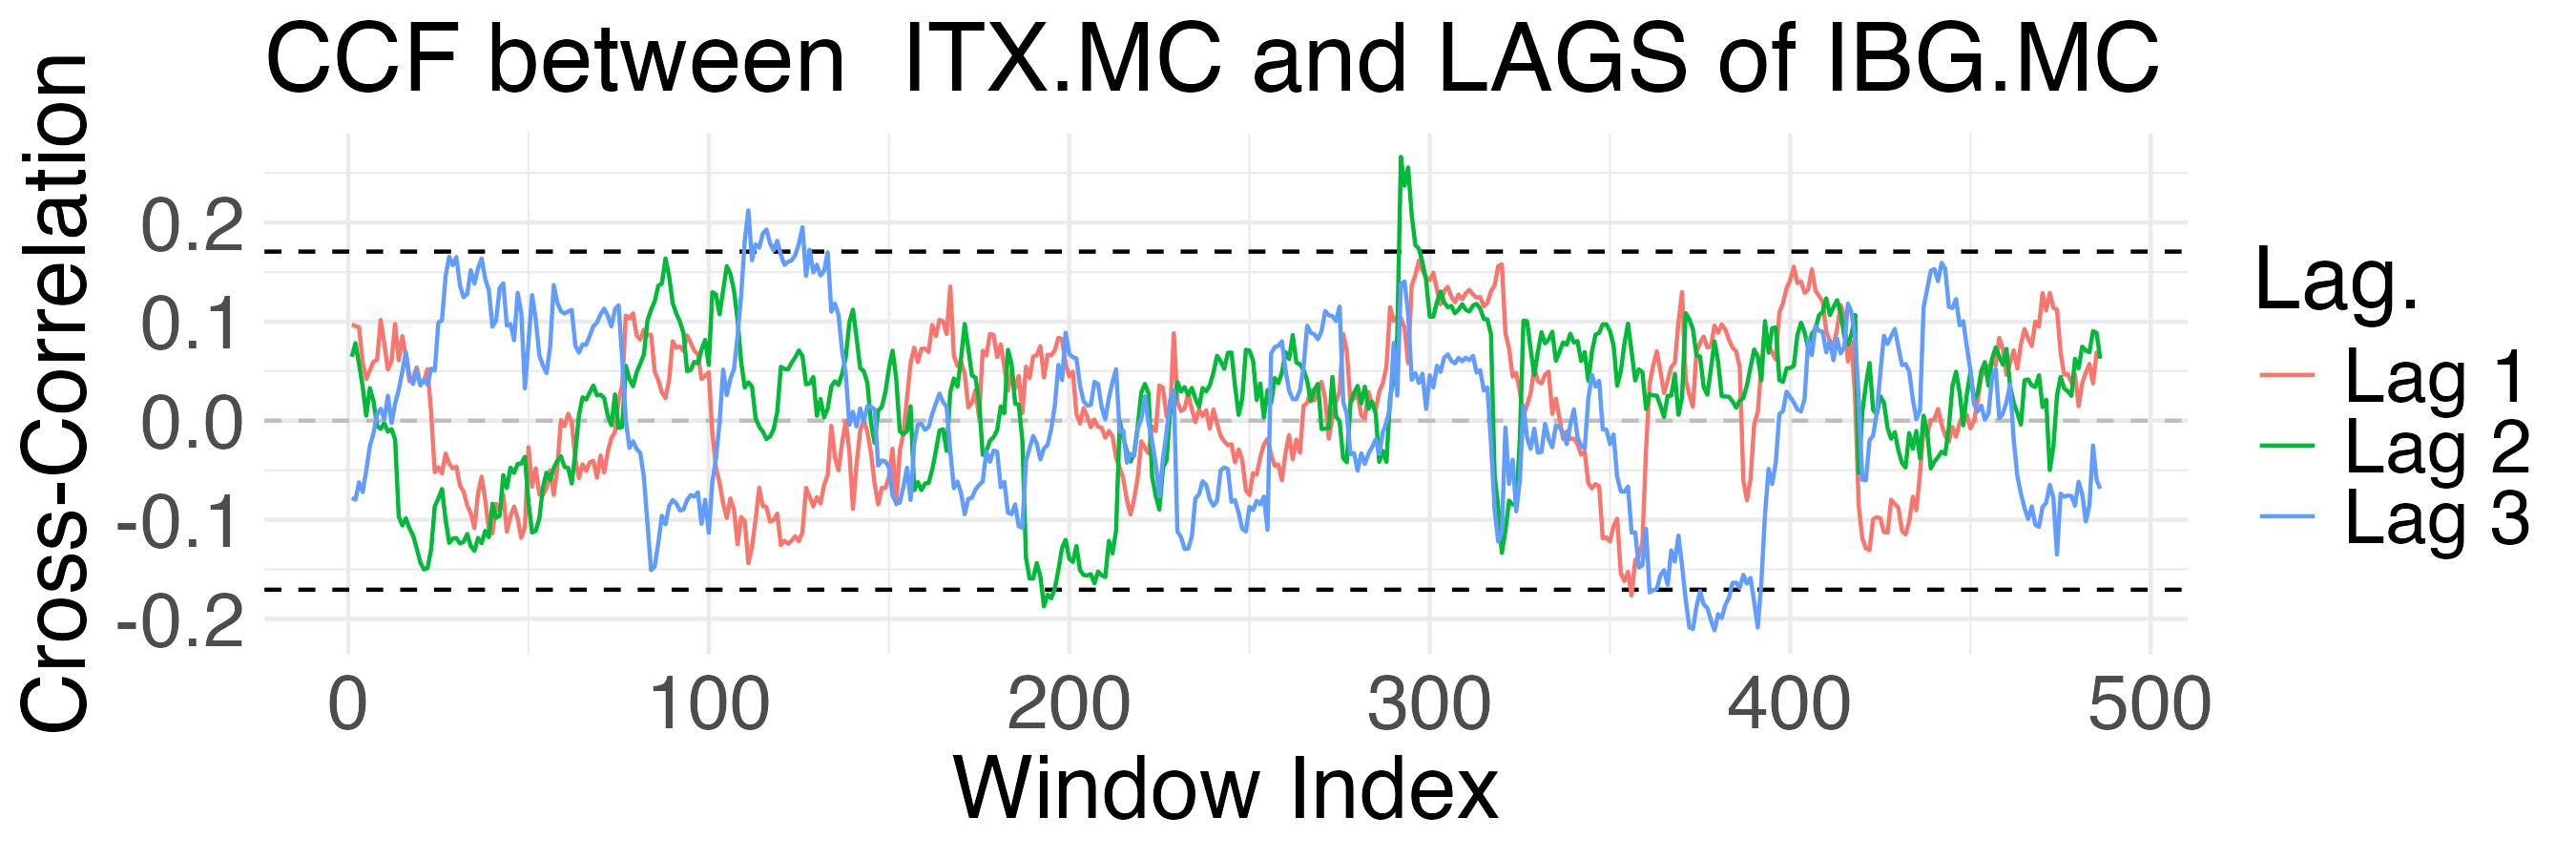 CCF between ITX.MC and LAGS of IBG.MC
Cross-Correlation
0.2
0.1
0.0
-0.1
-0.2
0 100 200 300 400 500
Window Index
Lag.
Lag 1
Lag 2
Lag 3